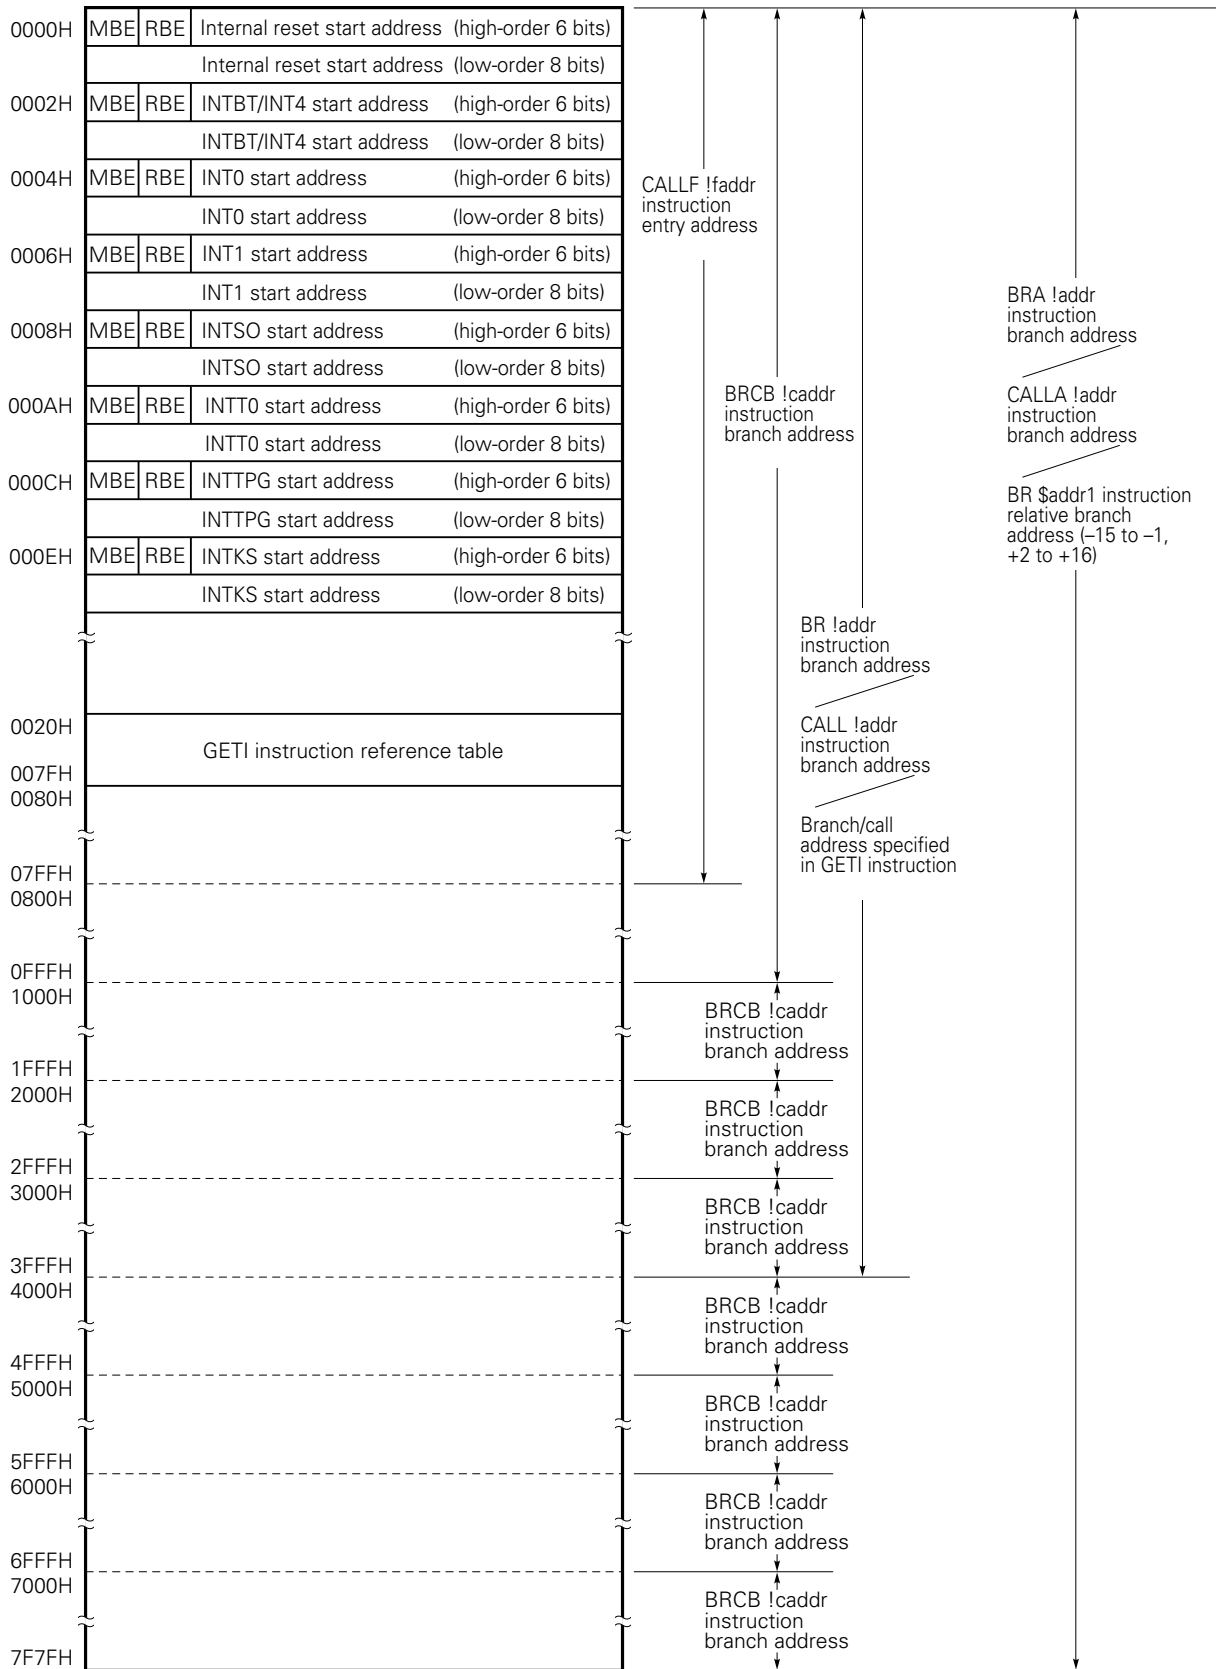 0000H MBE RBE Internal reset start address (high-order 6 bits)
Internal reset start address (low-order 8 bits)
0002H MBE RBE INTBT/INT4 start address (high-order 6 bits)
INTBT/INT4 start address (low-order 8 bits)
0004H MBE RBE INT0 start address (high-order 6 bits)
INT0 start address (low-order 8 bits)
0006H MBE RBE INT1 start address (high-order 6 bits)
INT1 start address (low-order 8 bits)
0008H MBE RBE INTSO start address (high-order 6 bits)
INTSO start address (low-order 8 bits)
000AH MBE RBE INTT0 start address (high-order 6 bits)
INTT0 start address (low-order 8 bits)
000CH MBE RBE INTTPG start address (high-order 6 bits)
INTTPG start address (low-order 8 bits)
000EH MBE RBE INTKS start address (high-order 6 bits)
INTKS start address (low-order 8 bits)
0020H
GETI instruction reference table
007FH
0080H
07FFH
0800H
0FFFH
1000H
1FFFH
2000H
2FFFH
3000H
3FFFH
4000H
4FFFH
5000H
5FFFH
6000H
6FFFH
7000H
7F7FH
CALLF !faddr
instruction
entry address
BRCB !caddr
instruction
branch address
BRCB !caddr
instruction
branch address
BRCB !caddr
instruction
branch address
BRCB !caddr
instruction
branch address
BRCB !caddr
instruction
branch address
BRCB !caddr
instruction
branch address
BRCB !caddr
instruction
branch address
BRCB !caddr
instruction
branch address
BR !addr
instruction
branch address
CALL !addr
instruction
branch address
Branch/call
address specified
in GETI instruction
BRA !addr
instruction
branch address
CALLA !addr
instruction
branch address
BR $addr1 instruction
relative branch
address (–15 to –1,
+2 to +16)